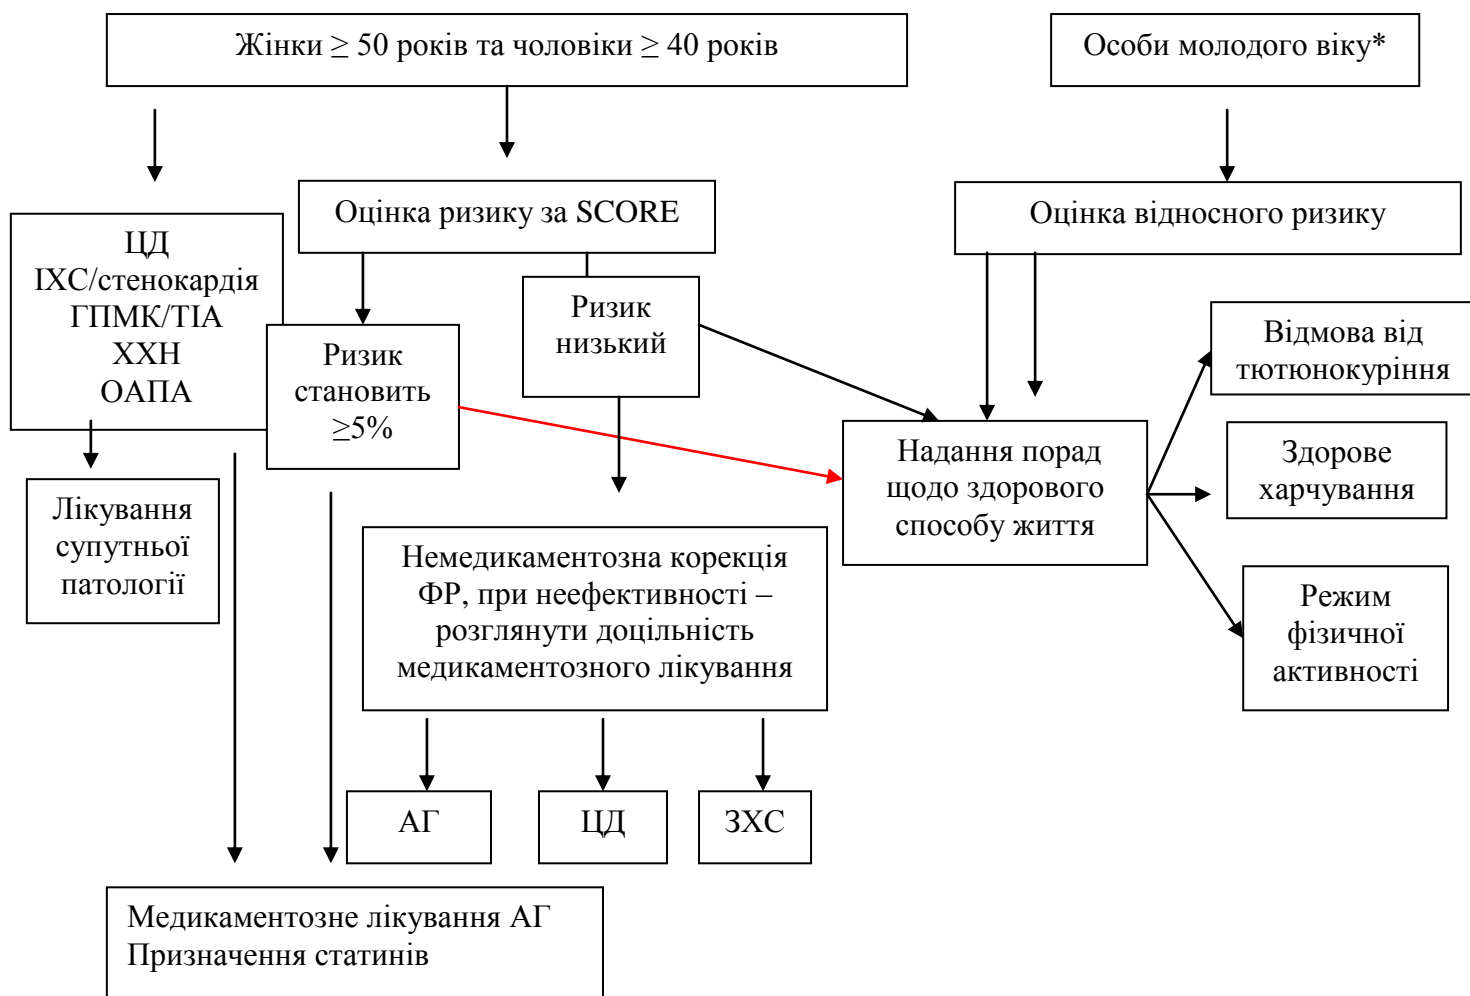 Жінки ≥ 50 років та чоловіки ≥ 40 років
Особи молодого віку*
Оцінка ризику за SCORE
Оцінка відносного ризику
ЦД
ІХС/стенокардія
ГПМК/ТІА
ХХН
ОАПА
Ризик
становить
≥5%
Ризик
низький
Відмова від
тютюнокуріння
Надання порад
щодо здорового
способу життя
Здорове
харчування
Лікування
супутньої
патології
Немедикаментозна корекція
ФР, при неефективності –
розглянути доцільність
медикаментозного лікування
Режим
фізичної
активності
АГ
ЦД
ЗХС
Медикаментозне лікування АГ
Призначення статинів